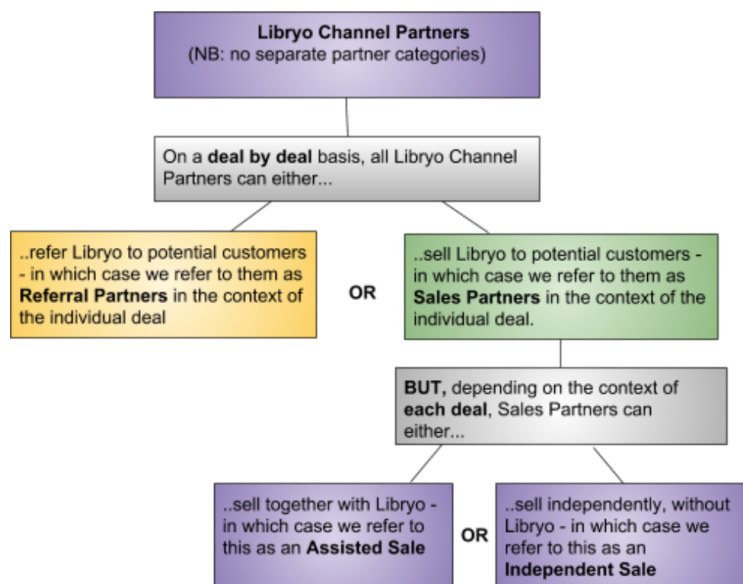 Libryo Channel Partners
(NB: no separate partner categories)
On a deal by deal basis, all Libryo Channel
Partners can either...
..refer Libryo to potential customers
- in which case we refer to them as
Referral Partners in the context of
the individual deal
OR
..sell Libryo to potential customers -
in which case we refer to them as
Sales Partners in the context of the
individual deal.
BUT, depending on the context of
each deal, Sales Partners can
either...
..sell together with Libryo -
in which case we refer to
this as an Assisted Sale
OR
..sell independently, without
Libryo - in which case we
refer to this as an
Independent Sale